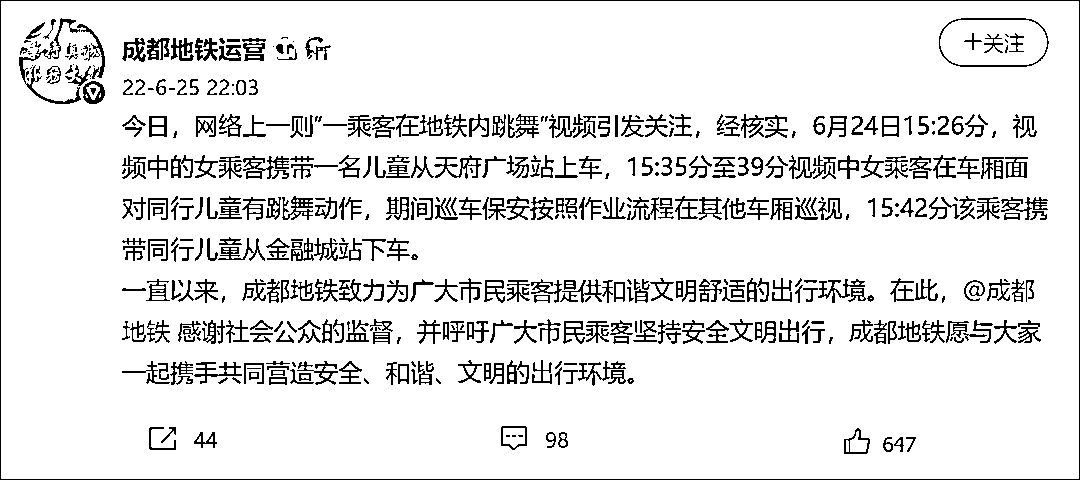 成都地铁运营
+关注
22-6-25 22:03
今日，网络上一则“一乘客在地铁内跳舞”视频引发关注，经核实，6月24日15:26分，视
频中的女乘客携带一名儿童从天府广场站上车，15:35分至39分视频中女乘客在车厢面
对同行儿童有跳舞动作，期间巡车保安按照作业流程在其他车厢巡视，15:42分该乘客携
带同行儿童从金融城站下车。
一直以来，成都地铁致力为广大市民乘客提供和谐文明舒适的出行环境。在此，@成都
地铁 感谢社会公众的监督，并呼吁广大市民乘客坚持安全文明出行，成都地铁愿与大家
一起携手共同营造安全、和谐、文明的出行环境。
44
98
647